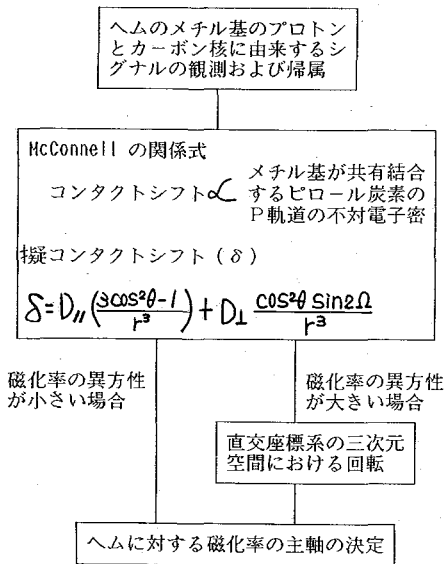 ヘムのメチル基のプロトン
とカーボン核に由来するシ
グナルの観測および帰属
McConnell の関係式
コンタクトシフト∝
メチル基が共有結合
するピロール炭素の
P軌道の不対電子密
擬コンタクトシフト(δ)
δ=D//(3cos²θ-1/r³)+D⊥ cos²θ sin2Ω/r³
磁化率の異方性
が小さい場合
磁化率の異方性
が大きい場合
直交座標系の三次元
空間における回転
ヘムに対する磁化率の主軸の決定